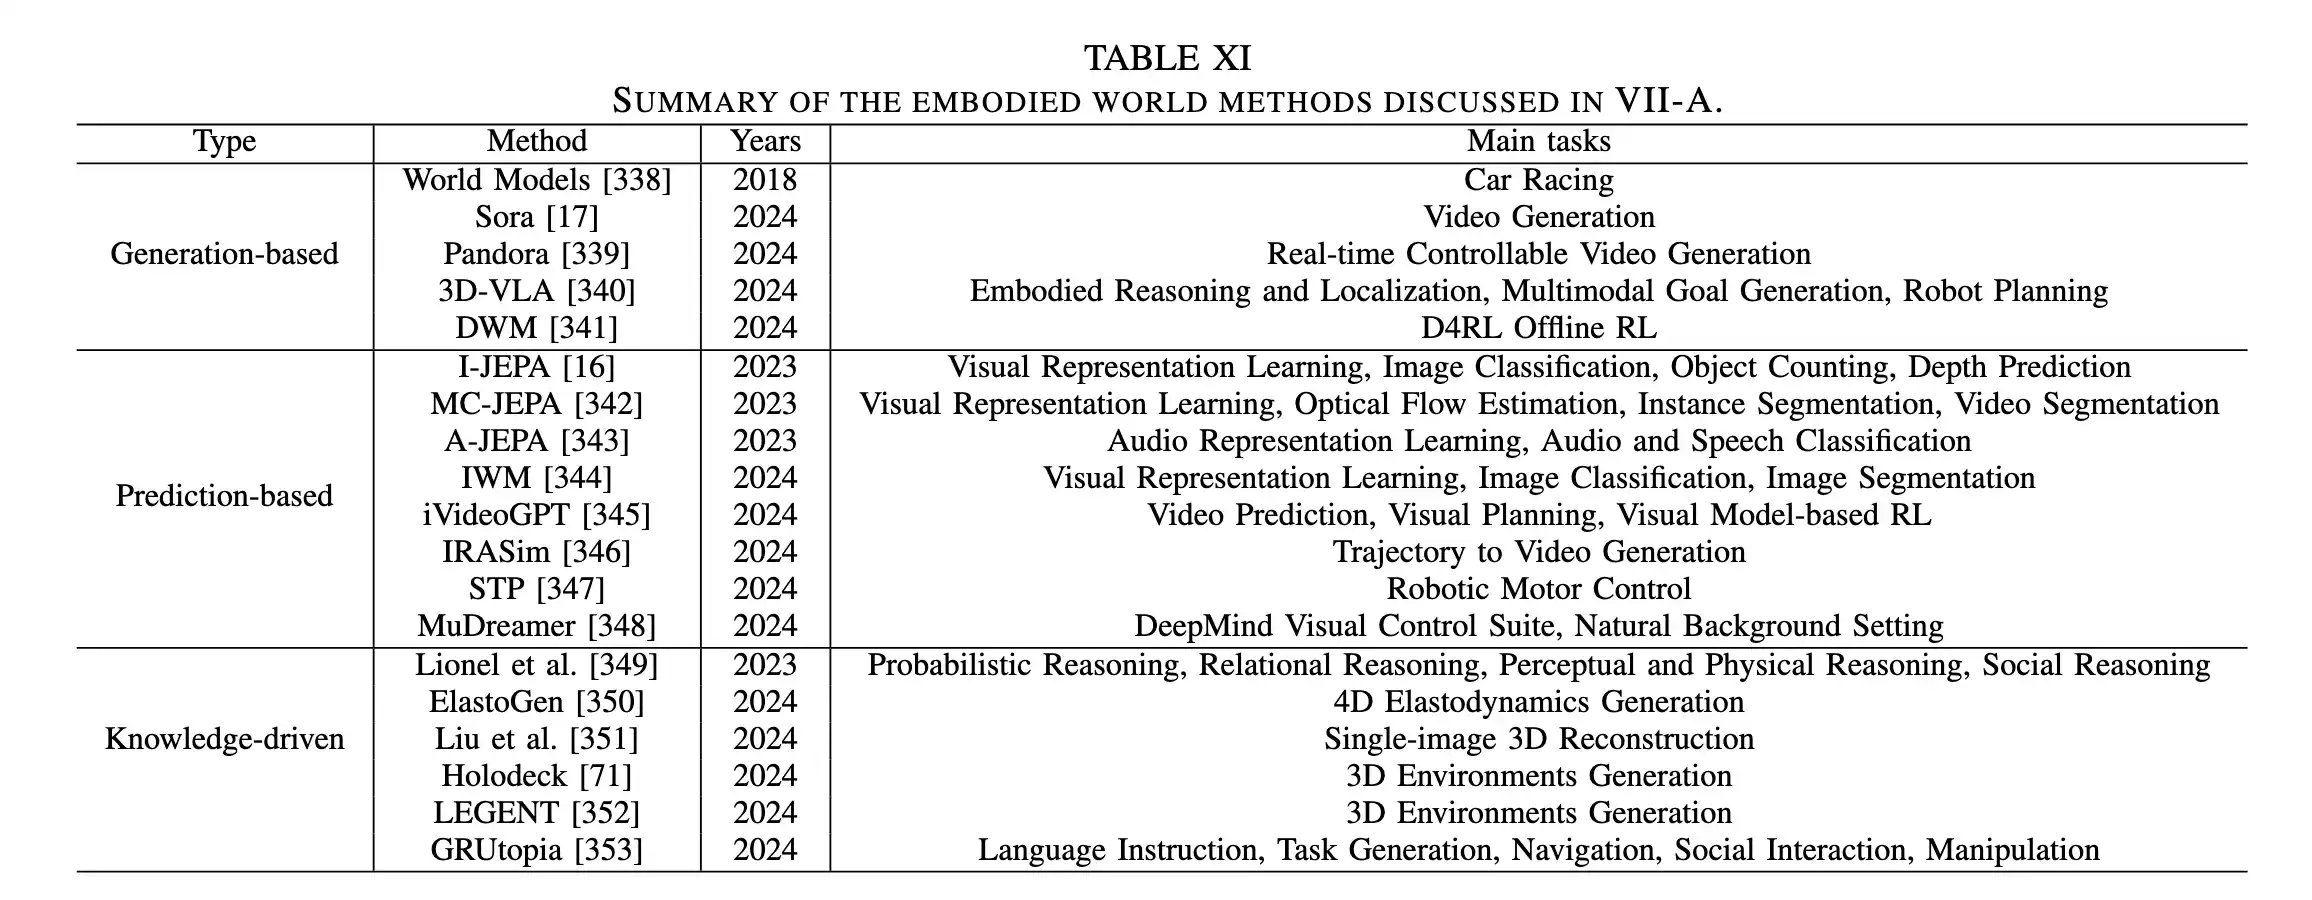 TABLE XI
SUMMARY OF THE EMBODIED WORLD METHODS DISCUSSED IN VII-A.
Type Method Years Main tasks
Generation-based
World Models [338] 2018 Car Racing
Sora [17] 2024 Video Generation
Pandora [339] 2024 Real-time Controllable Video Generation
3D-VLA [340] 2024 Embodied Reasoning and Localization, Multimodal Goal Generation, Robot Planning
DWM [341] 2024 D4RL Offline RL
Prediction-based
I-JEPA [16] 2023 Visual Representation Learning, Image Classification, Object Counting, Depth Prediction
MC-JEPA [342] 2023 Visual Representation Learning, Optical Flow Estimation, Instance Segmentation, Video Segmentation
A-JEPA [343] 2023 Audio Representation Learning, Audio and Speech Classification
IWM [344] 2024 Visual Representation Learning, Image Classification, Image Segmentation
iVideoGPT [345] 2024 Video Prediction, Visual Planning, Visual Model-based RL
IRASim [346] 2024 Trajectory to Video Generation
STP [347] 2024 Robotic Motor Control
MuDreamer [348] 2024 DeepMind Visual Control Suite, Natural Background Setting
Knowledge-driven
Lionel et al. [349] 2023 Probabilistic Reasoning, Relational Reasoning, Perceptual and Physical Reasoning, Social Reasoning
ElastoGen [350] 2024 4D Elastodynamics Generation
Liu et al. [351] 2024 Single-image 3D Reconstruction
Holodeck [71] 2024 3D Environments Generation
LEGENT [352] 2024 3D Environments Generation
GRUtopia [353] 2024 Language Instruction, Task Generation, Navigation, Social Interaction, Manipulation